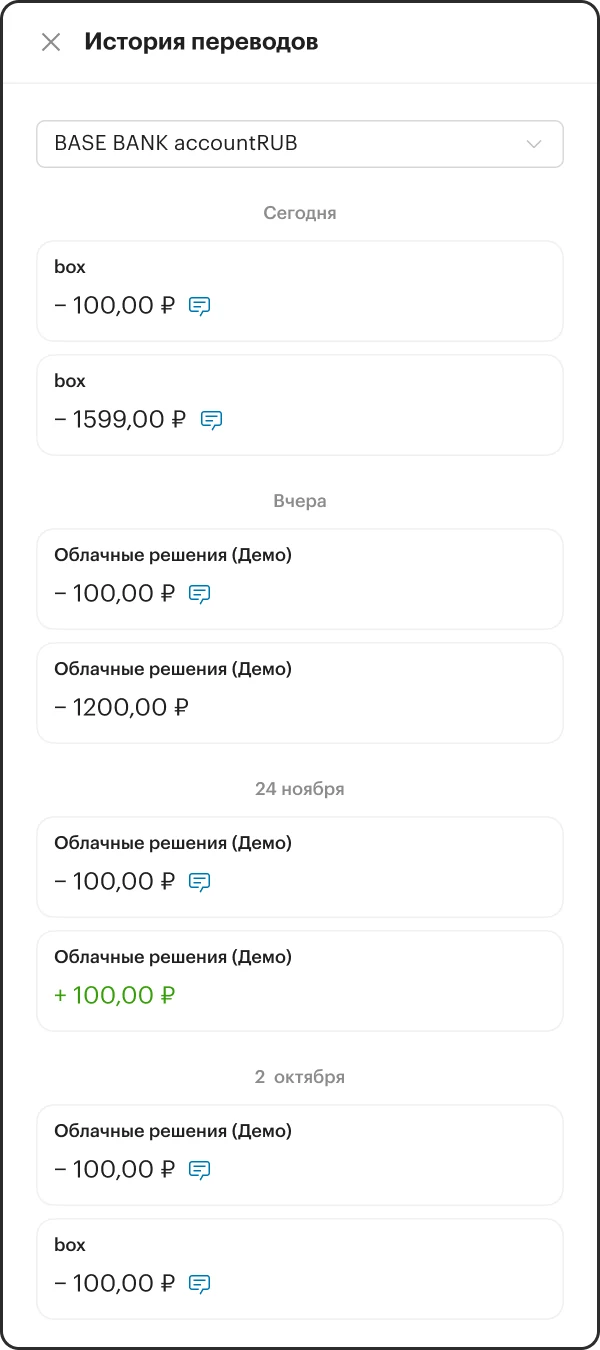 История переводов
BASE BANK accountRUB
Сегодня
box
– 100,00 ₽
box
– 1599,00 ₽
Вчера
Облачные решения (Демо)
– 100,00 ₽
Облачные решения (Демо)
– 1200,00 ₽
24 ноября
Облачные решения (Демо)
– 100,00 ₽
Облачные решения (Демо)
+ 100,00 ₽
2 октября
Облачные решения (Демо)
– 100,00 ₽
box
– 100,00 ₽